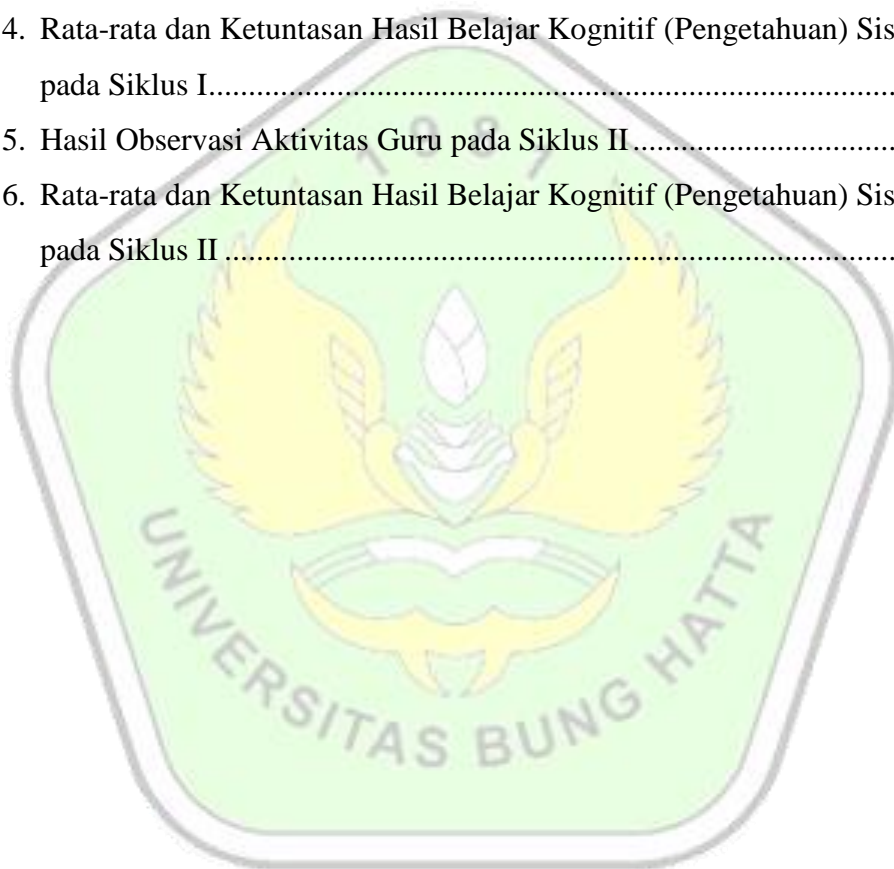 4. Rata-rata dan Ketuntasan Hasil Belajar Kognitif (Pengetahuan) Sis
pada Siklus I..........................................................................................
5. Hasil Observasi Aktivitas Guru pada Siklus II..................................
6. Rata-rata dan Ketuntasan Hasil Belajar Kognitif (Pengetahuan) Sis
pada Siklus II ........................................................................................
1981
UNIVERSITAS BUNG HATTA